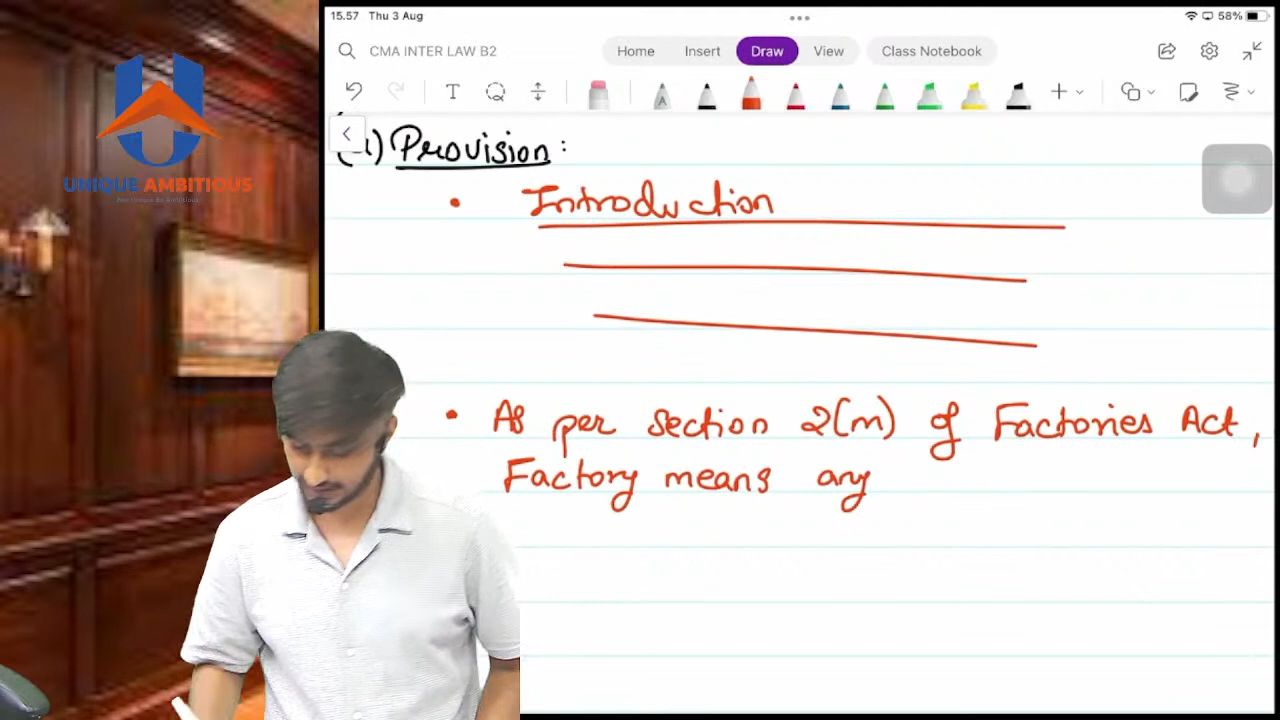 15.57 Thu 3 Aug
58%
CMA INTER LAW B2
Home Insert Draw View Class Notebook
Provision:
• Introduction
• As per section 2(m) of Factories Act,
Factory means any
UNIQUE AMBITIOUS